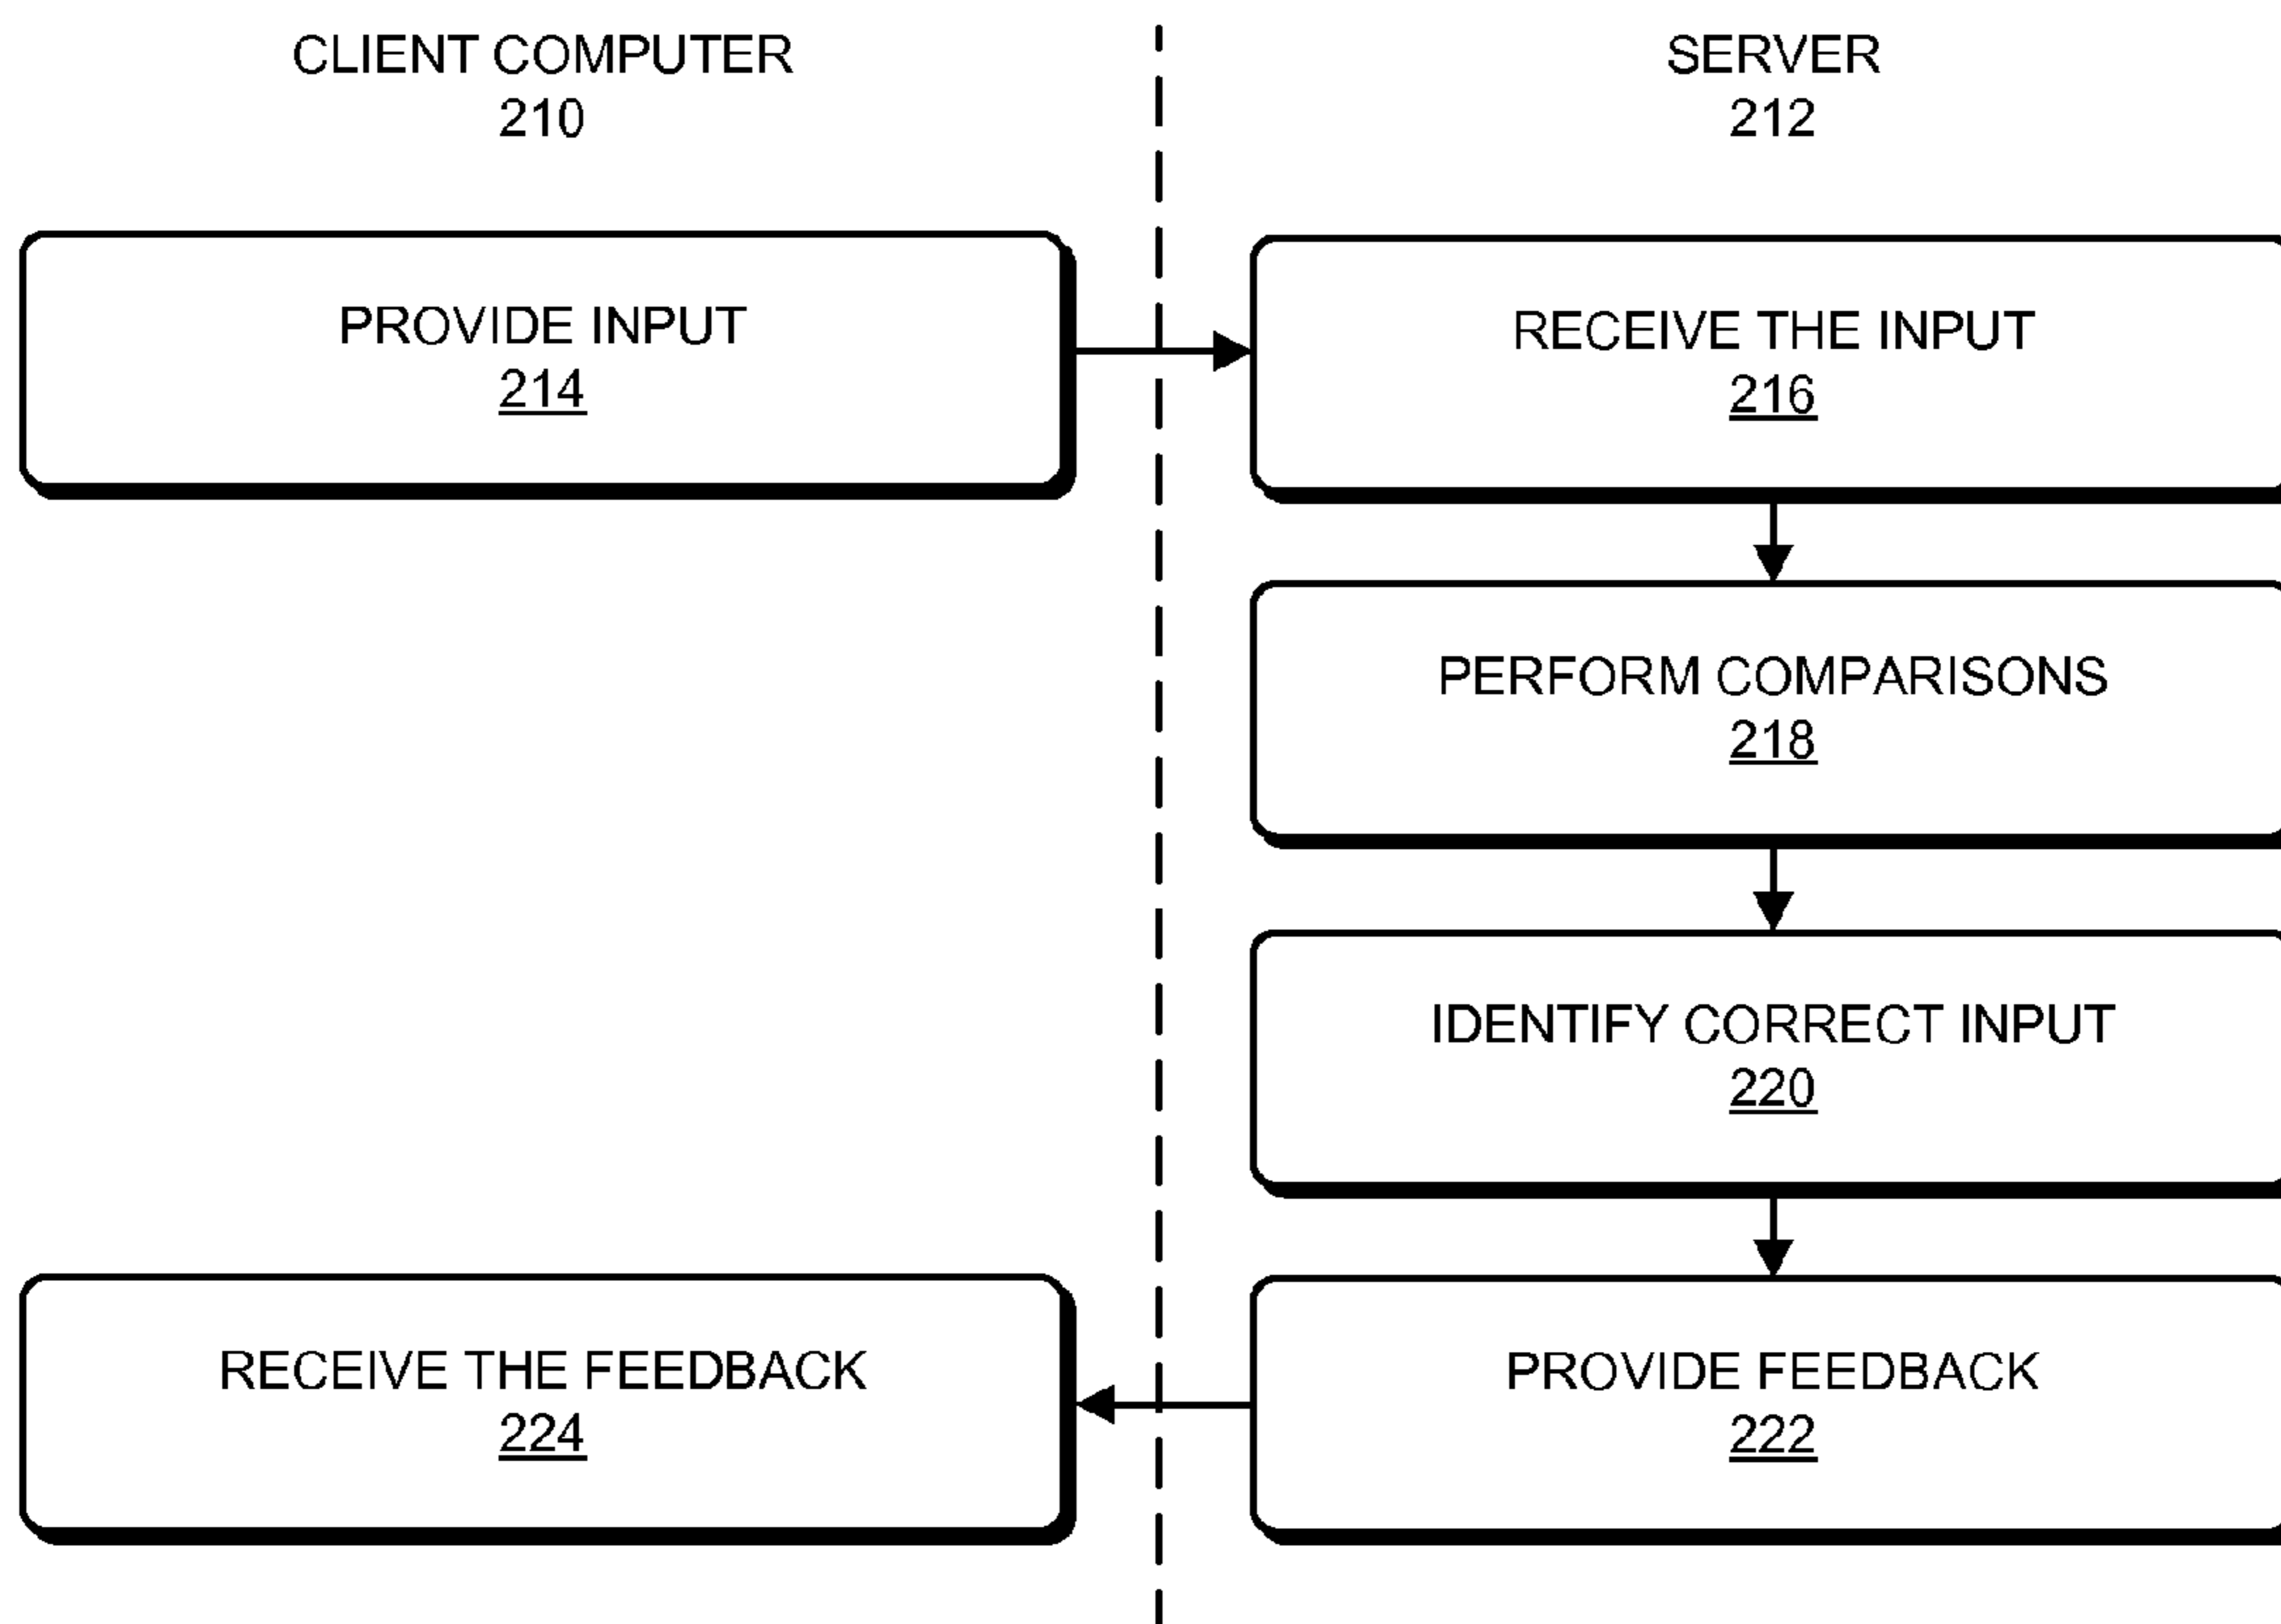 CLIENT COMPUTER
210
SERVER
212
PROVIDE INPUT
214
RECEIVE THE INPUT
216
PERFORM COMPARISONS
218
IDENTIFY CORRECT INPUT
220
RECEIVE THE FEEDBACK
224
PROVIDE FEEDBACK
222